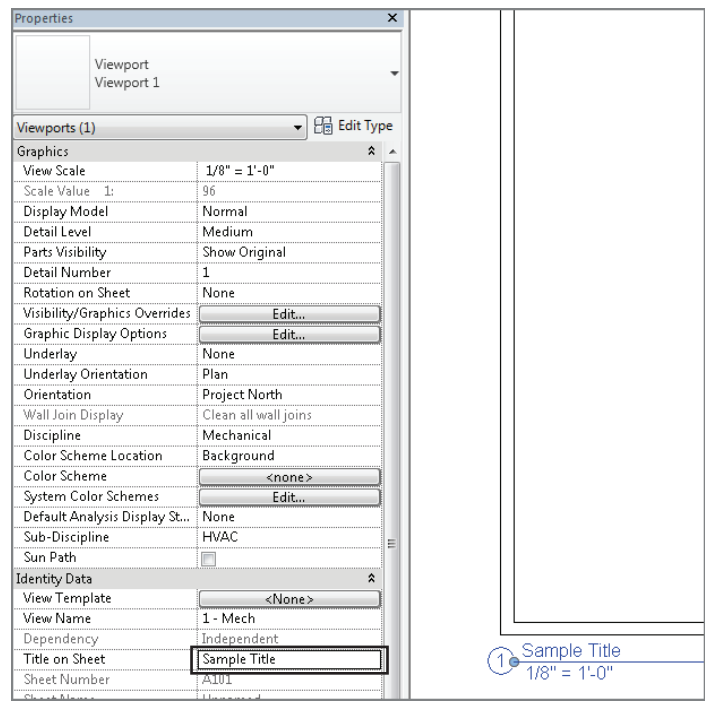 Properties
Viewport
Viewport 1
Viewports (1) Edit Type
Graphics
View Scale 1/8" = 1'-0"
Scale Value 1: 96
Display Model Normal
Detail Level Medium
Parts Visibility Show Original
Detail Number 1
Rotation on Sheet None
Visibility/Graphics Overrides Edit...
Graphic Display Options Edit...
Underlay None
Underlay Orientation Plan
Orientation Project North
Wall Join Display Clean all wall joins
Discipline Mechanical
Color Scheme Location Background
Color Scheme <none>
System Color Schemes Edit...
Default Analysis Display St... None
Sub-Discipline HVAC
Sun Path
Identity Data
View Template <None>
View Name 1 - Mech
Dependency Independent
Title on Sheet Sample Title
Sheet Number A101
Sheet Name Unnamed
1 Sample Title
1/8" = 1'-0"